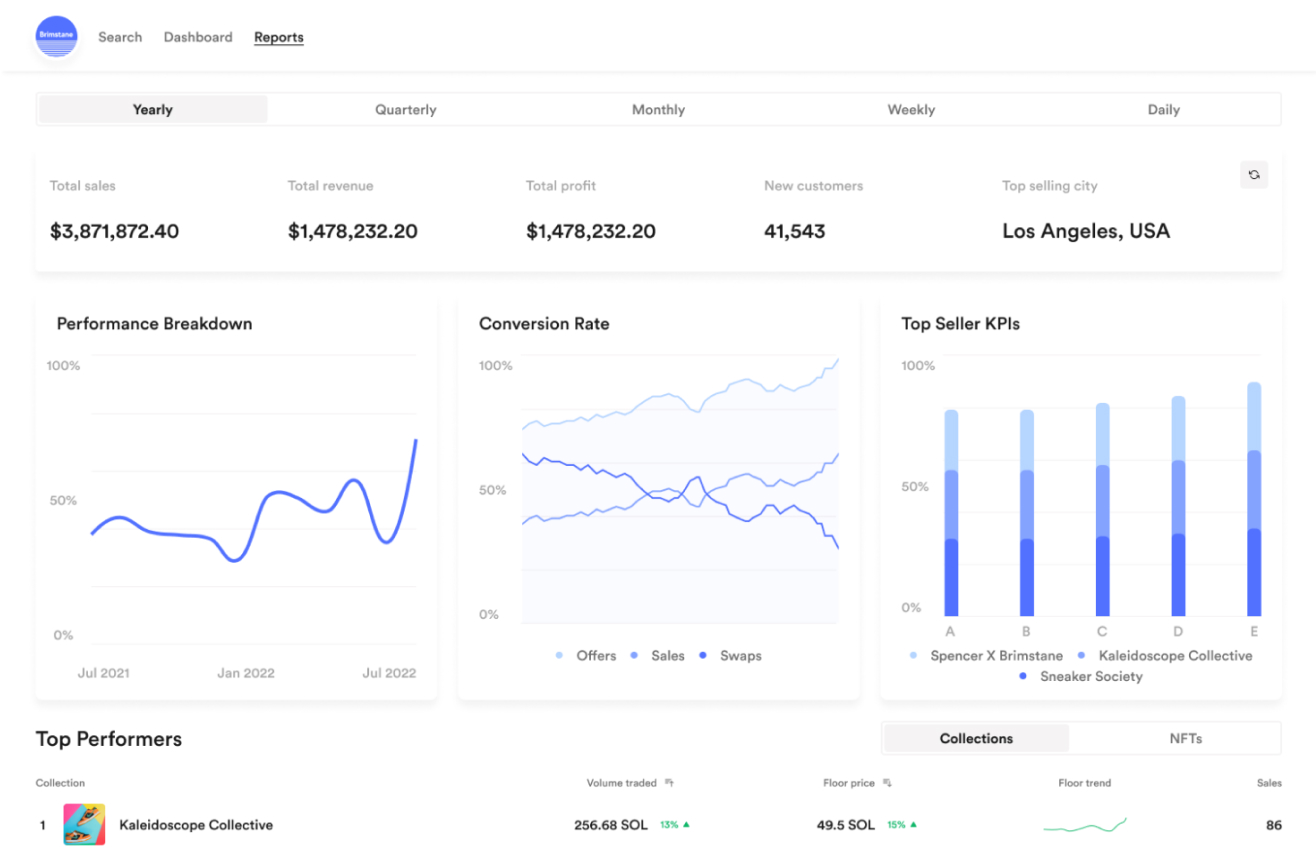 Brimstane
Search Dashboard Reports
Yearly Quarterly Monthly Weekly Daily
Total sales Total revenue Total profit New customers Top selling city
$3,871,872.40 $1,478,232.20 $1,478,232.20 41,543 Los Angeles, USA
Performance Breakdown
100%
50%
0%
Jul 2021 Jan 2022 Jul 2022
Conversion Rate
100%
50%
0%
Offers Sales Swaps
Top Seller KPIs
100%
50%
0%
A B C D E
Spencer X Brimstane Kaleidoscope Collective
Sneaker Society
Top Performers
Collections NFTs
Collection Volume traded Floor price Floor trend Sales
1 Kaleidoscope Collective 256.68 SOL 13% 49.5 SOL 15% 86